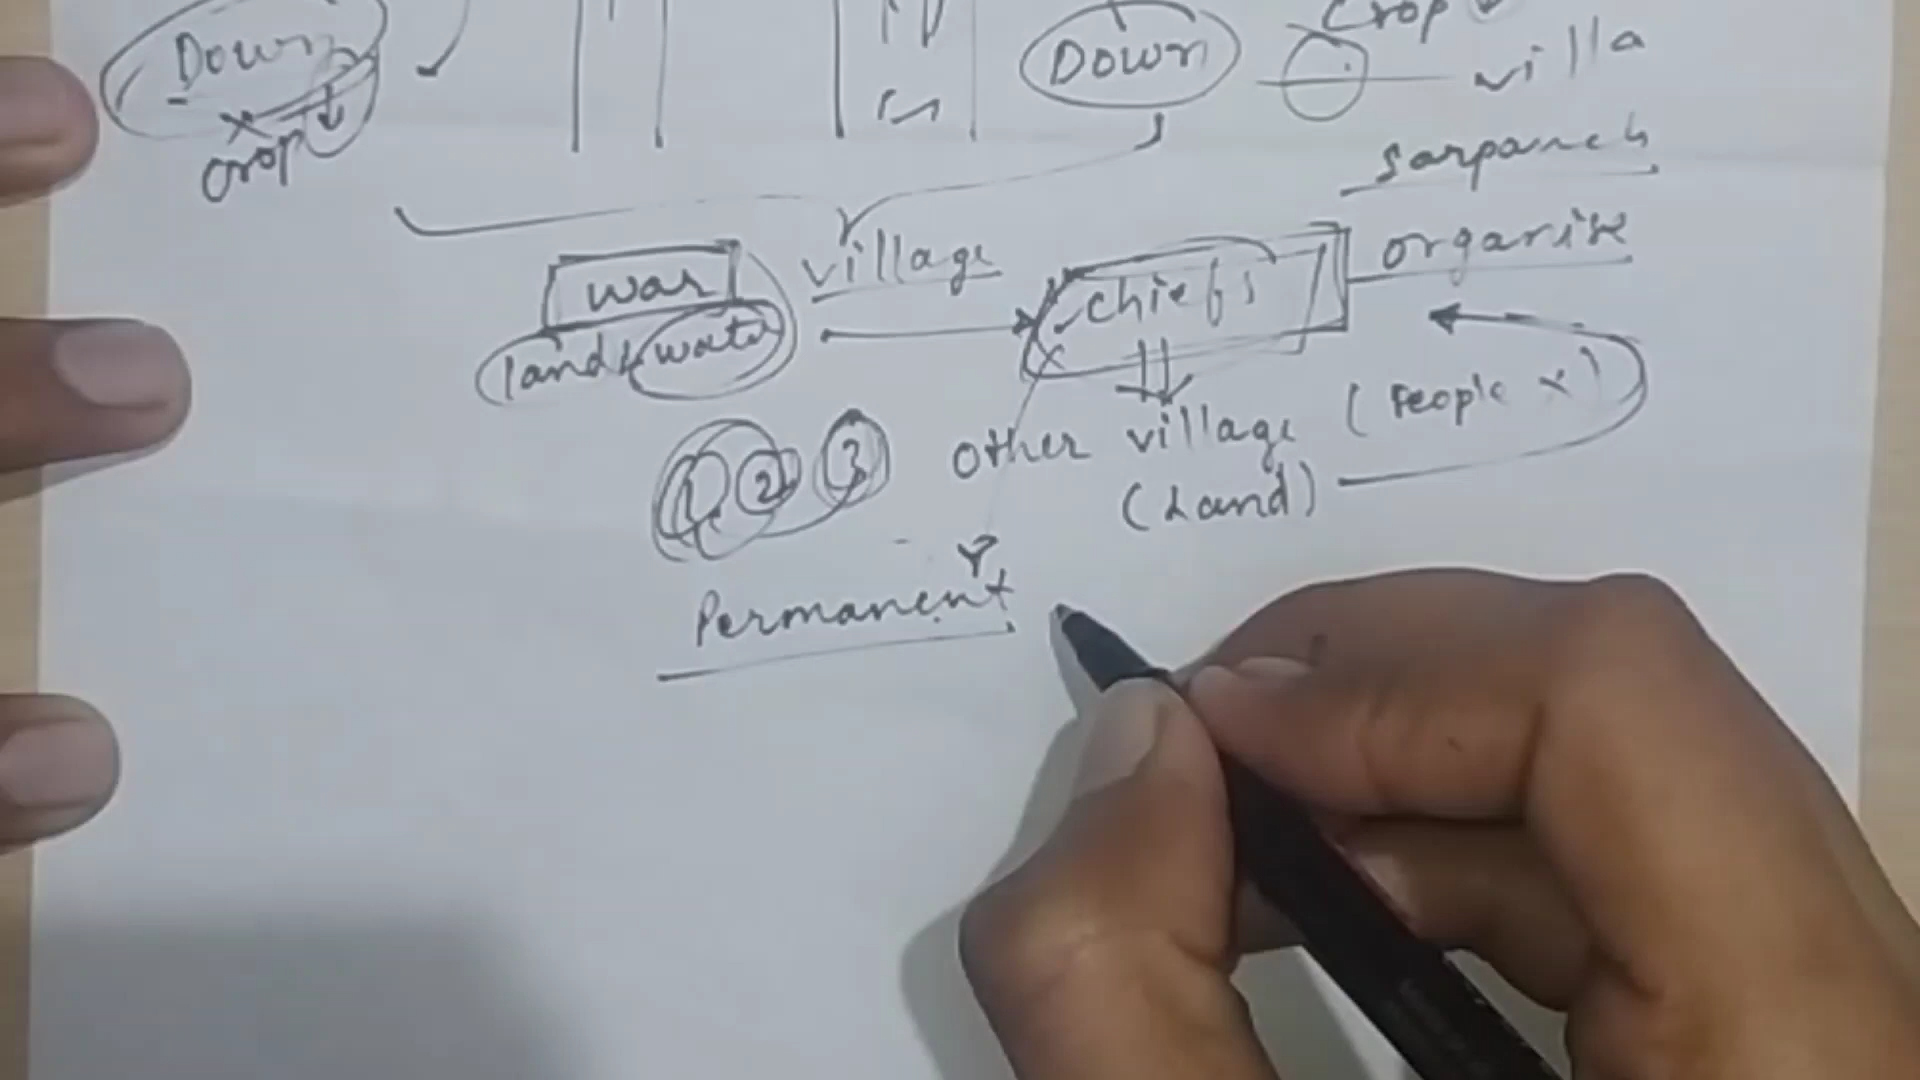 Down
crop
Down
crop
villa
sarpanch
organise
war
village
chiefs
land & water
1 2 3
other village (People x)
(Land)
Permanent